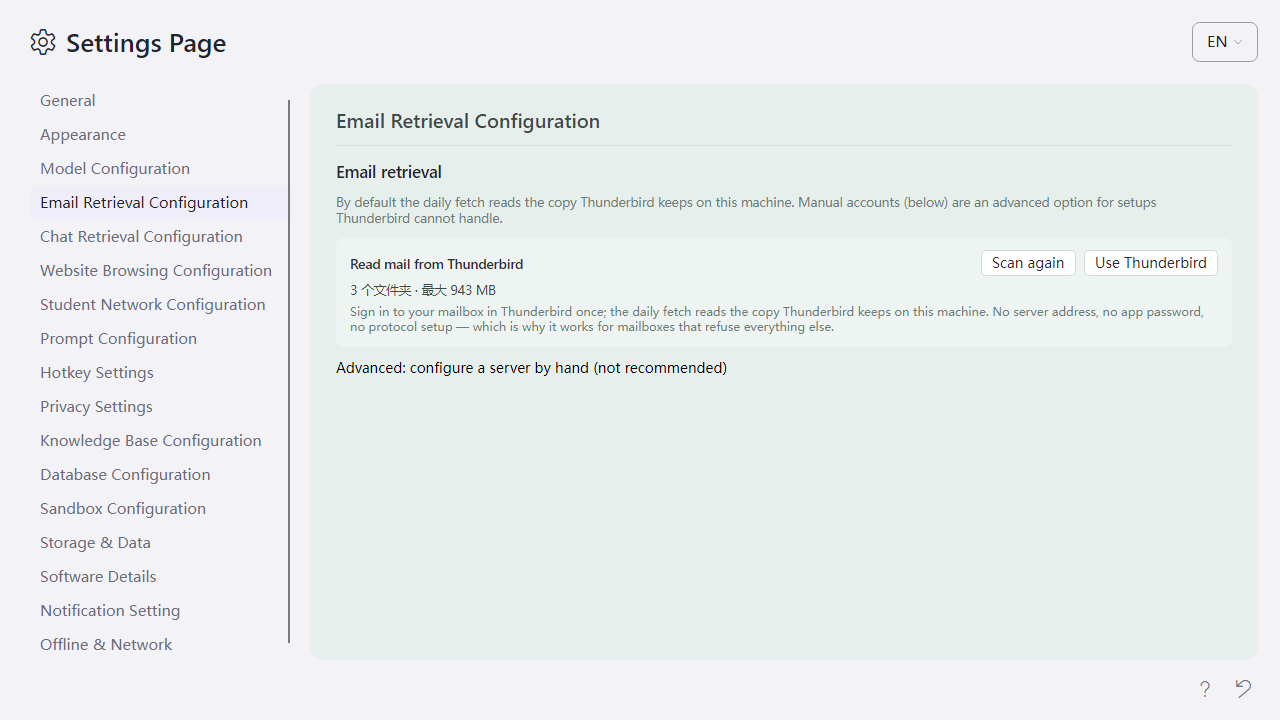 Settings Page
EN
General
Appearance
Model Configuration
Email Retrieval Configuration
Chat Retrieval Configuration
Website Browsing Configuration
Student Network Configuration
Prompt Configuration
Hotkey Settings
Privacy Settings
Knowledge Base Configuration
Database Configuration
Sandbox Configuration
Storage & Data
Software Details
Notification Setting
Offline & Network
Email Retrieval Configuration
Email retrieval
By default the daily fetch reads the copy Thunderbird keeps on this machine. Manual accounts (below) are an advanced option for setups
Thunderbird cannot handle.
Read mail from Thunderbird
Scan again
Use Thunderbird
3 个文件夹 · 最大 943 MB
Sign in to your mailbox in Thunderbird once; the daily fetch reads the copy Thunderbird keeps on this machine. No server address, no app password,
no protocol setup — which is why it works for mailboxes that refuse everything else.
Advanced: configure a server by hand (not recommended)
?